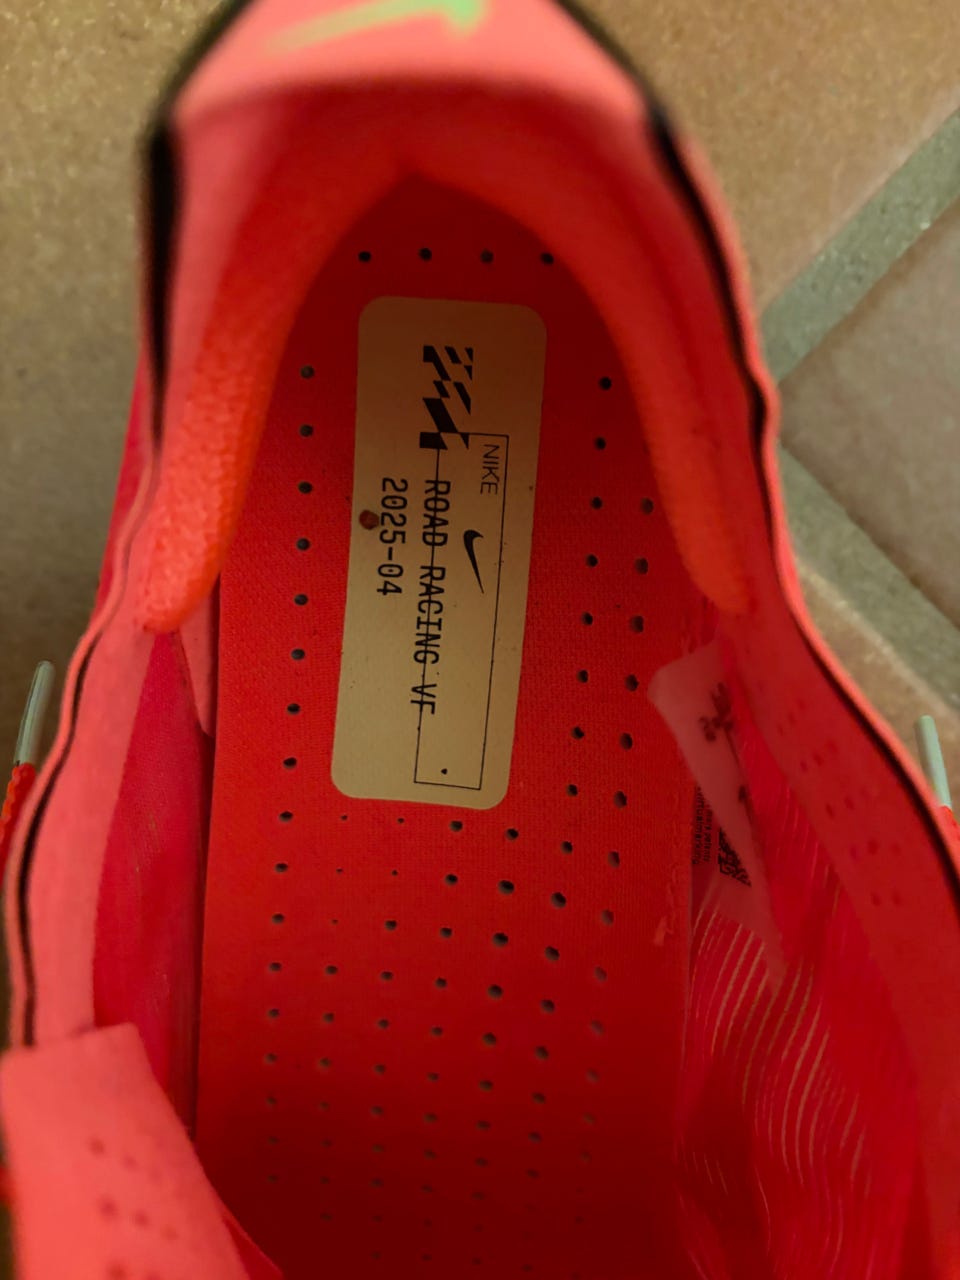 NIKE
ROAD RACING VF
2025-04